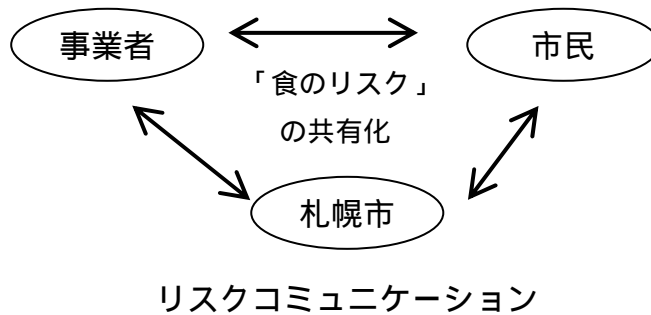 事業者
市民
「食のリスク」
の共有化
札幌市
リスクコミュニケーション